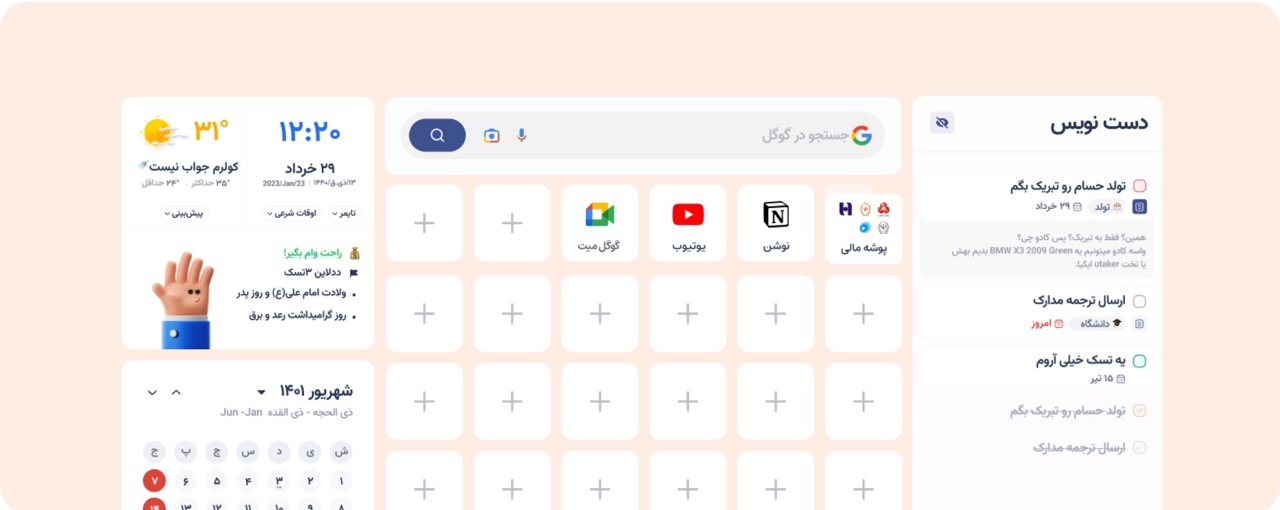 دست نویس
تولد حسام رو تبریک بگم
تولد
۲۹ خرداد
همین؟ فقط یه تبریک؟ پس کادو چی؟
واسه کادو میتونیم یه BMW X3 2009 Green بدیم بهش
یا تخت utaker ایکیا.
ارسال ترجمه مدارک
دانشگاه
امروز
یه تسک خیلی آروم
۱۵ تیر
تولد حسام رو تبریک بگم
ارسال ترجمه مدارک
جستجو در گوگل
پوشه مالی
نوشن
یوتیوب
گوگل میت
۱۲:۲۰
۲۹ خرداد
۱۳/ذی.ق/۱۴۴۰ | 2023/Jan/23
تایمر
اوقات شرعی
۳۱°
کولرم جواب نیست
۳۵° حداکثر . ۲۴° حداقل
پیش‌بینی
راحت وام بگیر!
ددلاین ۳تسک
ولادت امام علی(ع) و روز پدر
روز گرامیداشت رعد و برق
شهریور ۱۴۰۱
ذی الحجه - ذی القده Jun -Jan
ش ی د س چ پ ج
۱ ۲ ۳ ۴ ۵ ۶ ۷
۸ ۹ ۱۰ ۱۱ ۱۲ ۱۳ ۱۴